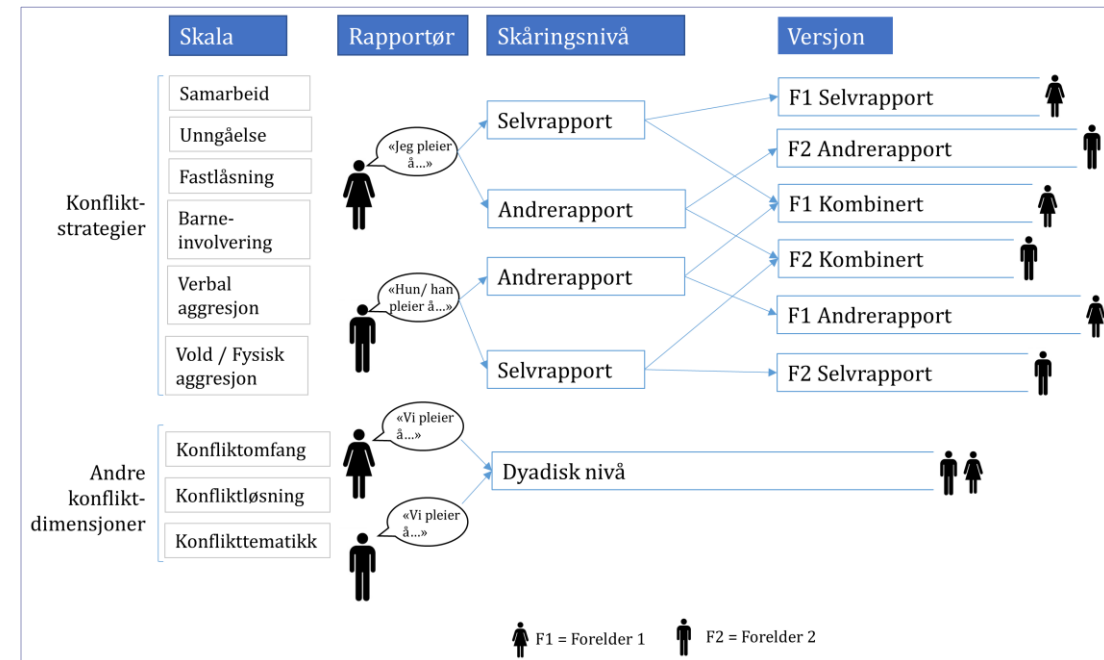 Skala
Rapportør
Skåringsnivå
Versjon
Konflikt-
strategier
Samarbeid
Unngåelse
Fastlåsning
Barne-
involvering
Verbal
aggresjon
Vold / Fysisk
aggresjon
«Jeg pleier
å...»
«Hun/ han
pleier å...»
Selvrapport
Andrerapport
Andrerapport
Selvrapport
F1 Selvrapport
F2 Andrerapport
F1 Kombinert
F2 Kombinert
F1 Andrerapport
F2 Selvrapport
Andre
konflikt-
dimensjoner
Konfliktomfang
Konfliktløsning
Konflikttematikk
«Vi pleier
å...»
«Vi pleier
å...»
Dyadisk nivå
F1 = Forelder 1
F2 = Forelder 2